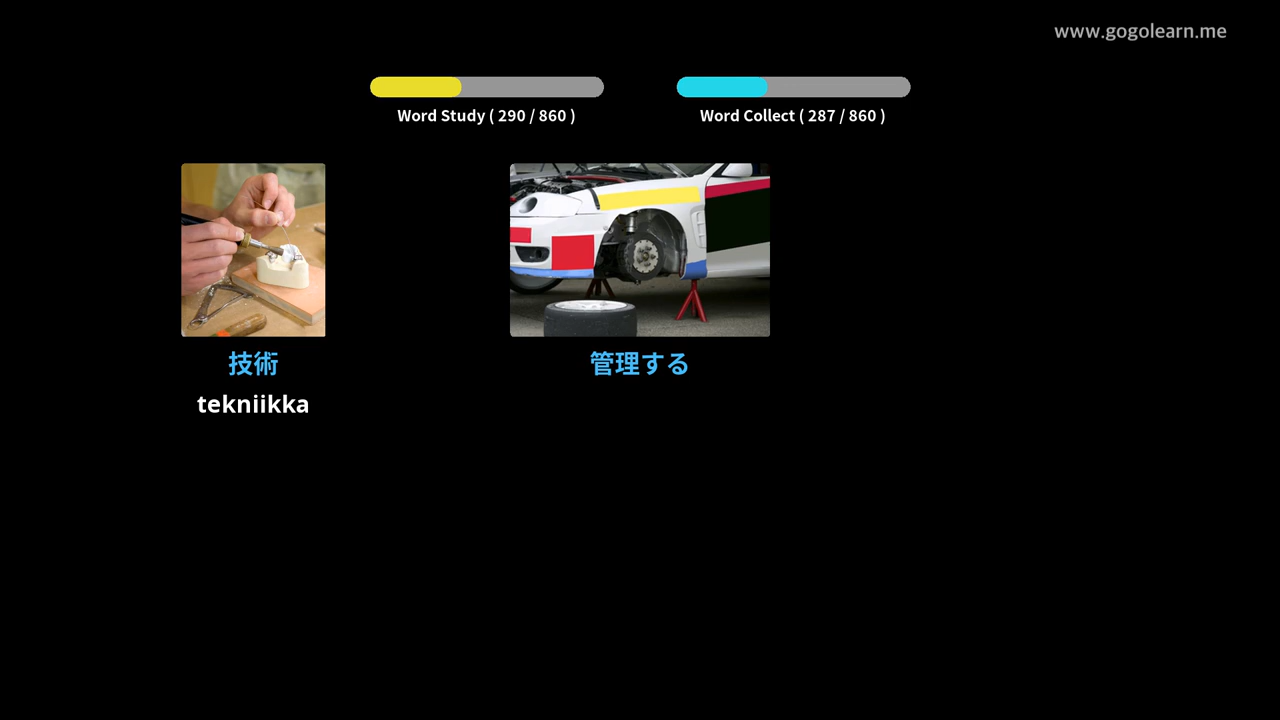 www.gogolearn.me
Word Study ( 290 / 860 )
Word Collect ( 287 / 860 )
技術
管理する
tekniikka